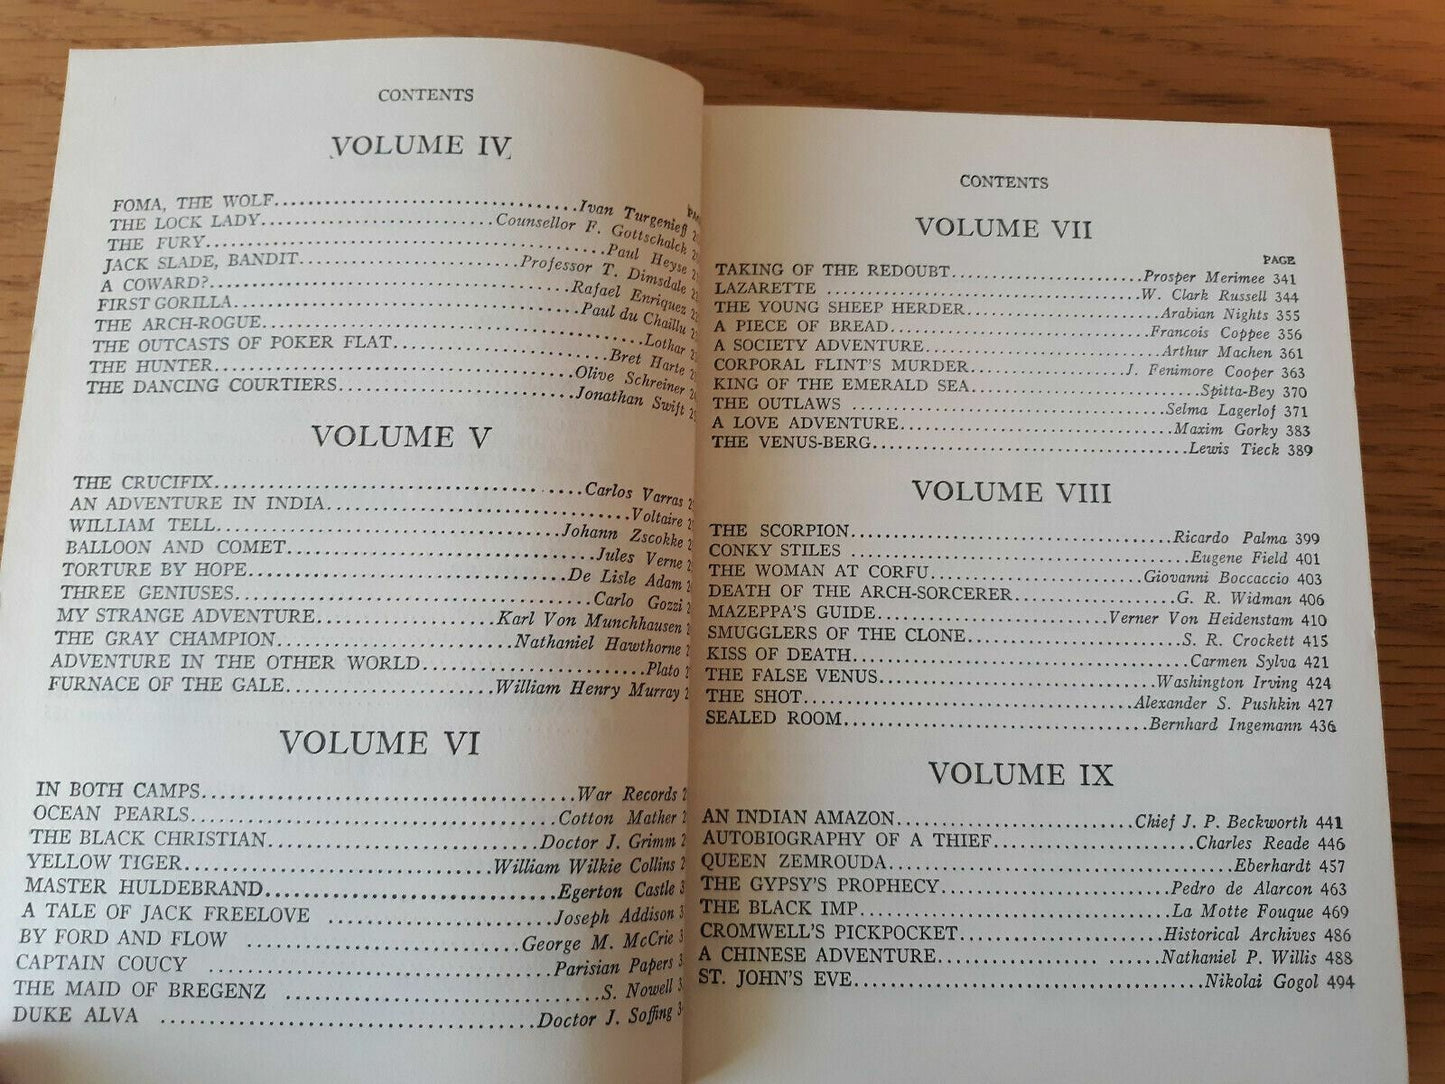 CONTENTS
VOLUME IV
FOMA, THE WOLF Ivan Turgenieff
THE LOCK LADY Counsellor F. Gottschalck
THE FURY Paul Heyse
JACK SLADE, BANDIT Professor T. Dimsdale
A COWARD? Rafael Enriquez
FIRST GORILLA Paul du Chaillu
THE ARCH-ROGUE Lothar
THE OUTCASTS OF POKER FLAT Bret Harte
THE HUNTER Olive Schreiner
THE DANCING COURTIERS Jonathan Swift
VOLUME V
THE CRUCIFIX Carlos Varras
AN ADVENTURE IN INDIA Voltaire
WILLIAM TELL Johann Zscokke
BALLOON AND COMET Jules Verne
TORTURE BY HOPE De Lisle Adam
THREE GENIUSES Carlo Gozzi
MY STRANGE ADVENTURE Karl Von Munchhausen
THE GRAY CHAMPION Nathaniel Hawthorne
ADVENTURE IN THE OTHER WORLD Plato
FURNACE OF THE GALE William Henry Murray
VOLUME VI
IN BOTH CAMPS War Records
OCEAN PEARLS Cotton Mather
THE BLACK CHRISTIAN Doctor J. Grimm
YELLOW TIGER William Wilkie Collins
MASTER HULDEBRAND Egerton Castle
A TALE OF JACK FREELOVE Joseph Addison
BY FORD AND FLOW George M. McCrie
CAPTAIN COUCY Parisian Papers
THE MAID OF BREGENZ S. Nowell
DUKE ALVA Doctor J. Soffing
CONTENTS
VOLUME VII
PAGE
TAKING OF THE REDOUBT Prosper Merimee 341
LAZARETTE W. Clark Russell 344
THE YOUNG SHEEP HERDER Arabian Nights 355
A PIECE OF BREAD Francois Coppee 356
A SOCIETY ADVENTURE Arthur Machen 361
CORPORAL FLINT'S MURDER J. Fenimore Cooper 363
KING OF THE EMERALD SEA Spitta-Bey 370
THE OUTLAWS Selma Lagerlof 371
A LOVE ADVENTURE Maxim Gorky 383
THE VENUS-BERG Lewis Tieck 389
VOLUME VIII
THE SCORPION Ricardo Palma 399
CONKY STILES Eugene Field 401
THE WOMAN AT CORFU Giovanni Boccaccio 403
DEATH OF THE ARCH-SORCERER G. R. Widman 406
MAZEPPA'S GUIDE Verner Von Heidenstam 410
SMUGGLERS OF THE CLONE S. R. Crockett 415
KISS OF DEATH Carmen Sylva 421
THE FALSE VENUS Washington Irving 424
THE SHOT Alexander S. Pushkin 427
SEALED ROOM Bernhard Ingemann 436
VOLUME IX
AN INDIAN AMAZON Chief J. P. Beckworth 441
AUTOBIOGRAPHY OF A THIEF Charles Reade 446
QUEEN ZEMROUDA Eberhardt 457
THE GYPSY'S PROPHECY Pedro de Alarcon 463
THE BLACK IMP La Motte Fouque 469
CROMWELL'S PICKPOCKET Historical Archives 486
A CHINESE ADVENTURE Nathaniel P. Willis 488
ST. JOHN'S EVE Nikolai Gogol 494